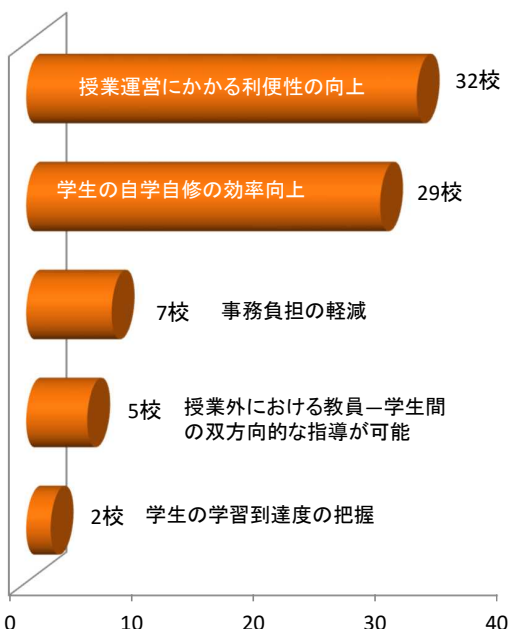 授業運営にかかる利便性の向上
32校
学生の自学自修の効率向上
29校
7校 事務負担の軽減
5校 授業外における教員―学生間
の双方向的な指導が可能
2校 学生の学習到達度の把握
0 10 20 30 40